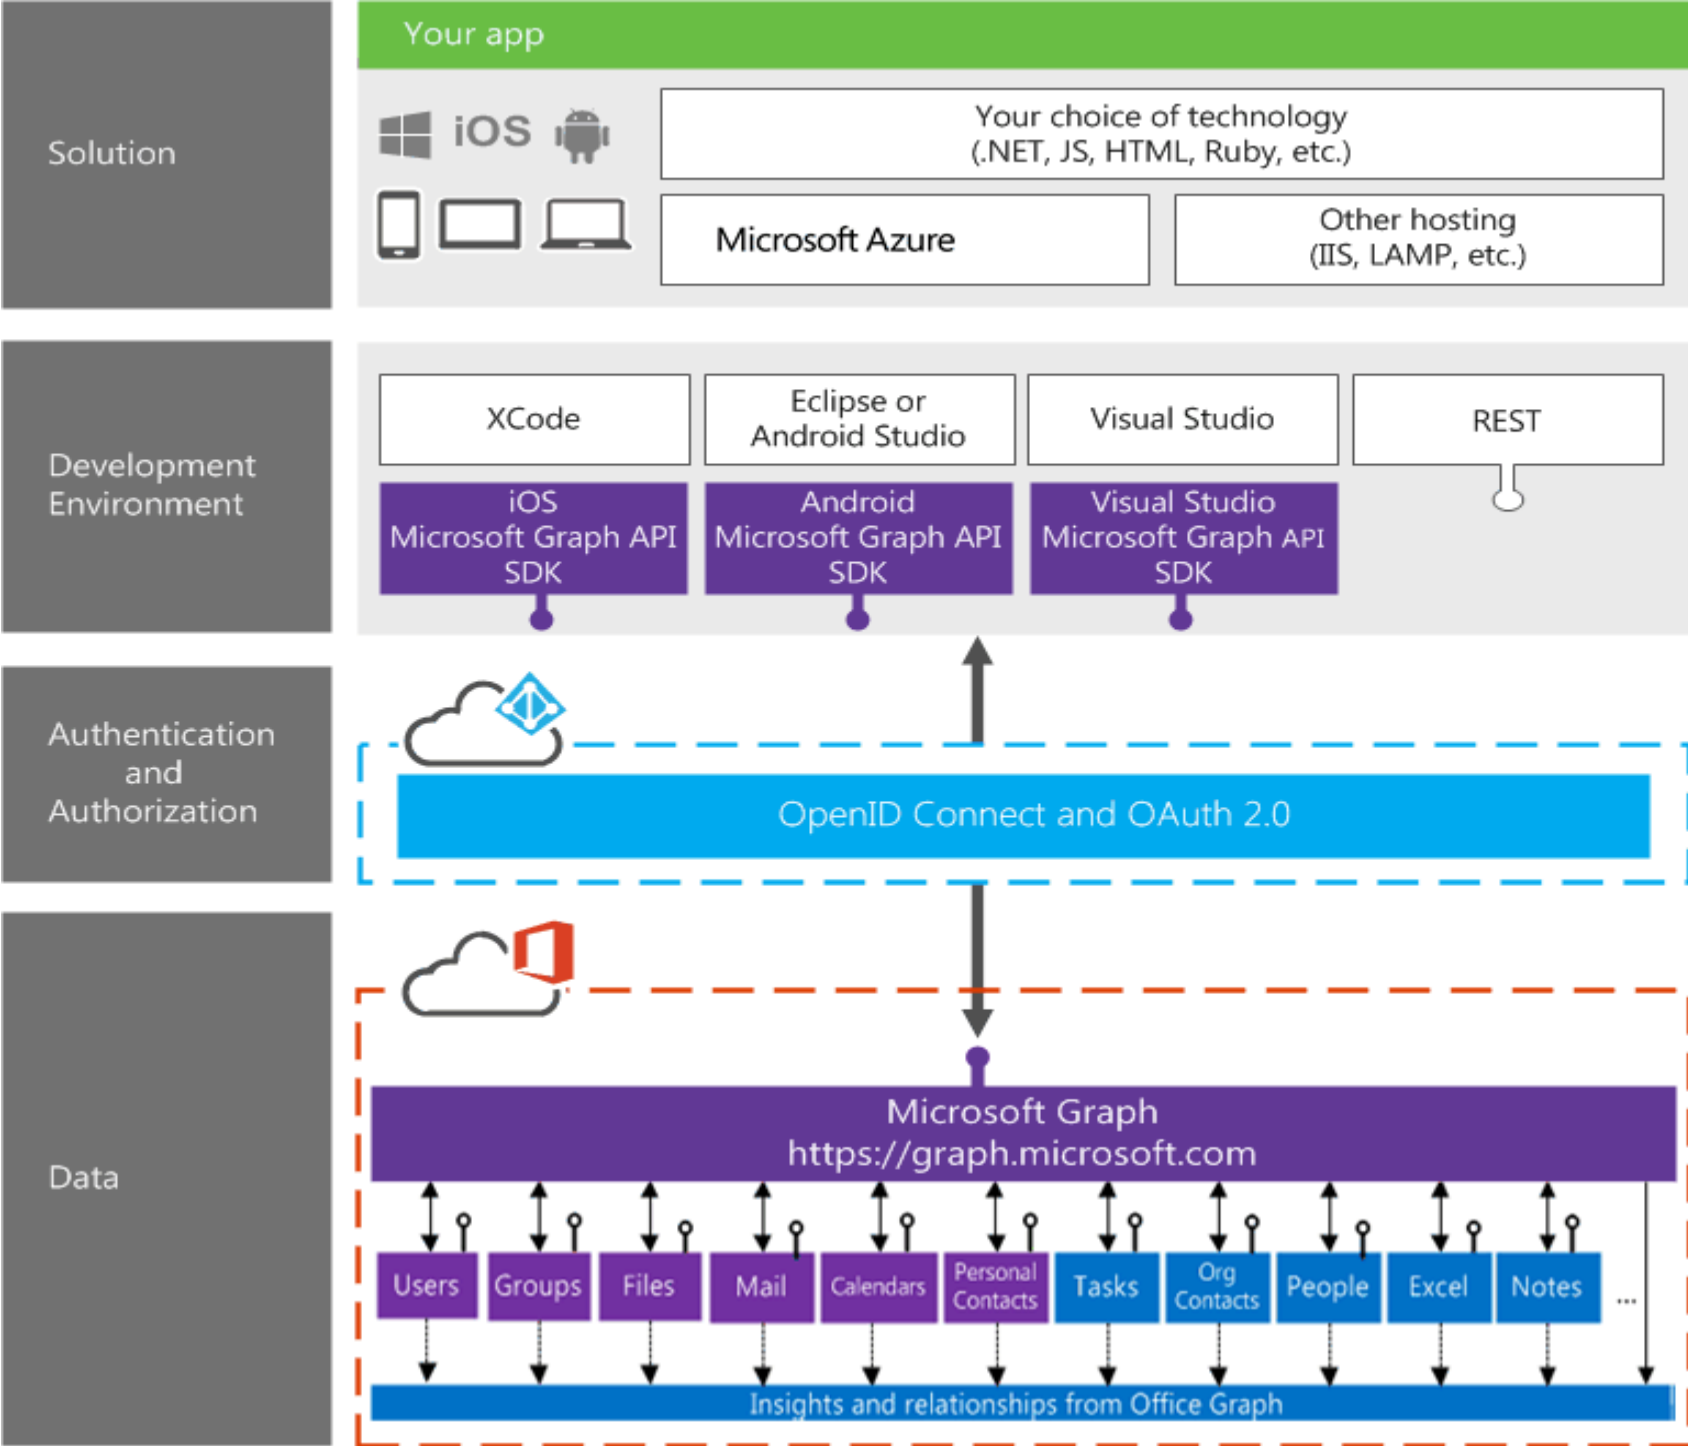 Solution
Your app
iOS
Your choice of technology
(.NET, JS, HTML, Ruby, etc.)
Microsoft Azure
Other hosting
(IIS, LAMP, etc.)
Development
Environment
XCode
Eclipse or
Android Studio
Visual Studio
REST
iOS
Microsoft Graph API
SDK
Android
Microsoft Graph API
SDK
Visual Studio
Microsoft Graph API
SDK
Authentication
and
Authorization
OpenID Connect and OAuth 2.0
Data
Microsoft Graph
https://graph.microsoft.com
Users
Groups
Files
Mail
Calendars
Personal
Contacts
Tasks
Org
Contacts
People
Excel
Notes
...
Insights and relationships from Office Graph